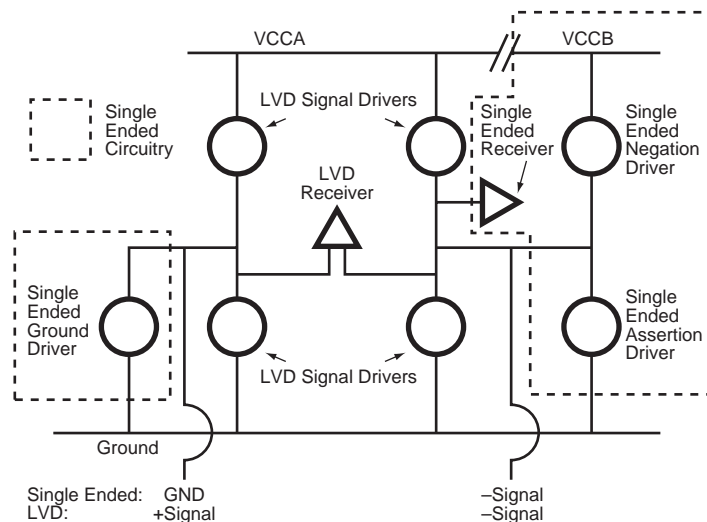 VCCA
VCCB
Single
Ended
Circuitry
LVD Signal Drivers
Single
Ended
Receiver
Single
Ended
Negation
Driver
LVD
Receiver
Single
Ended
Ground
Driver
Single
Ended
Assertion
Driver
LVD Signal Drivers
Ground
Single Ended: GND –Signal
LVD: +Signal –Signal